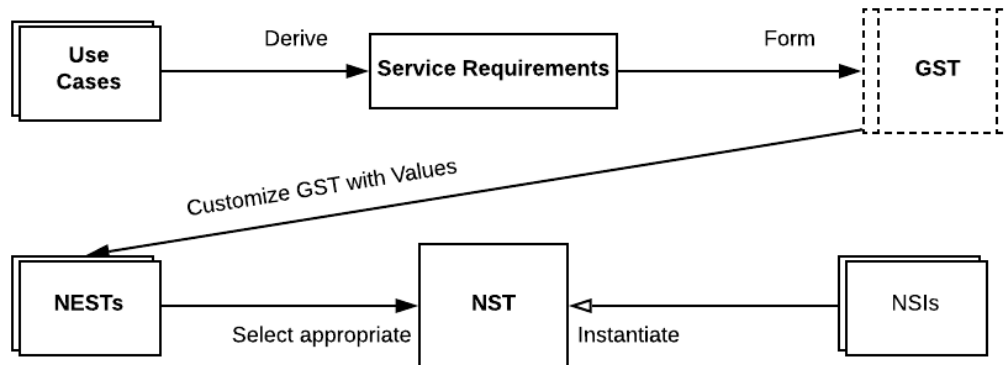 Use
Cases
Derive
Service Requirements
Form
GST
Customize GST with Values
NESTs
Select appropriate
NST
Instantiate
NSIs